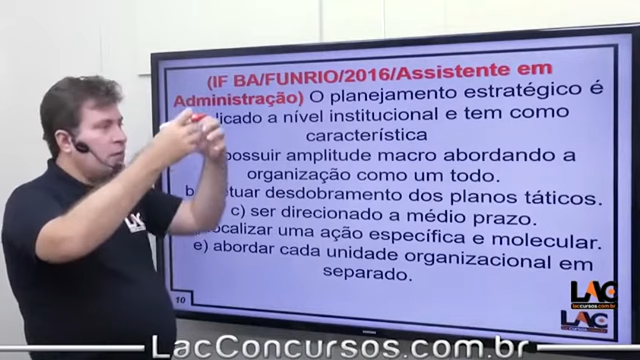 (IF BA/FUNRIO/2016/Assistente em
Administração) O planejamento estratégico é
licado a nível institucional e tem como
característica
possuir amplitude macro abordando a
organização como um todo.
b) tuar desdobramento dos planos táticos.
c) ser direcionado a médio prazo.
ocalizar uma ação específica e molecular.
e) abordar cada unidade organizacional em
separado.
10
LAC
laccursos.com.br
LAC
LacConcursos.com.br